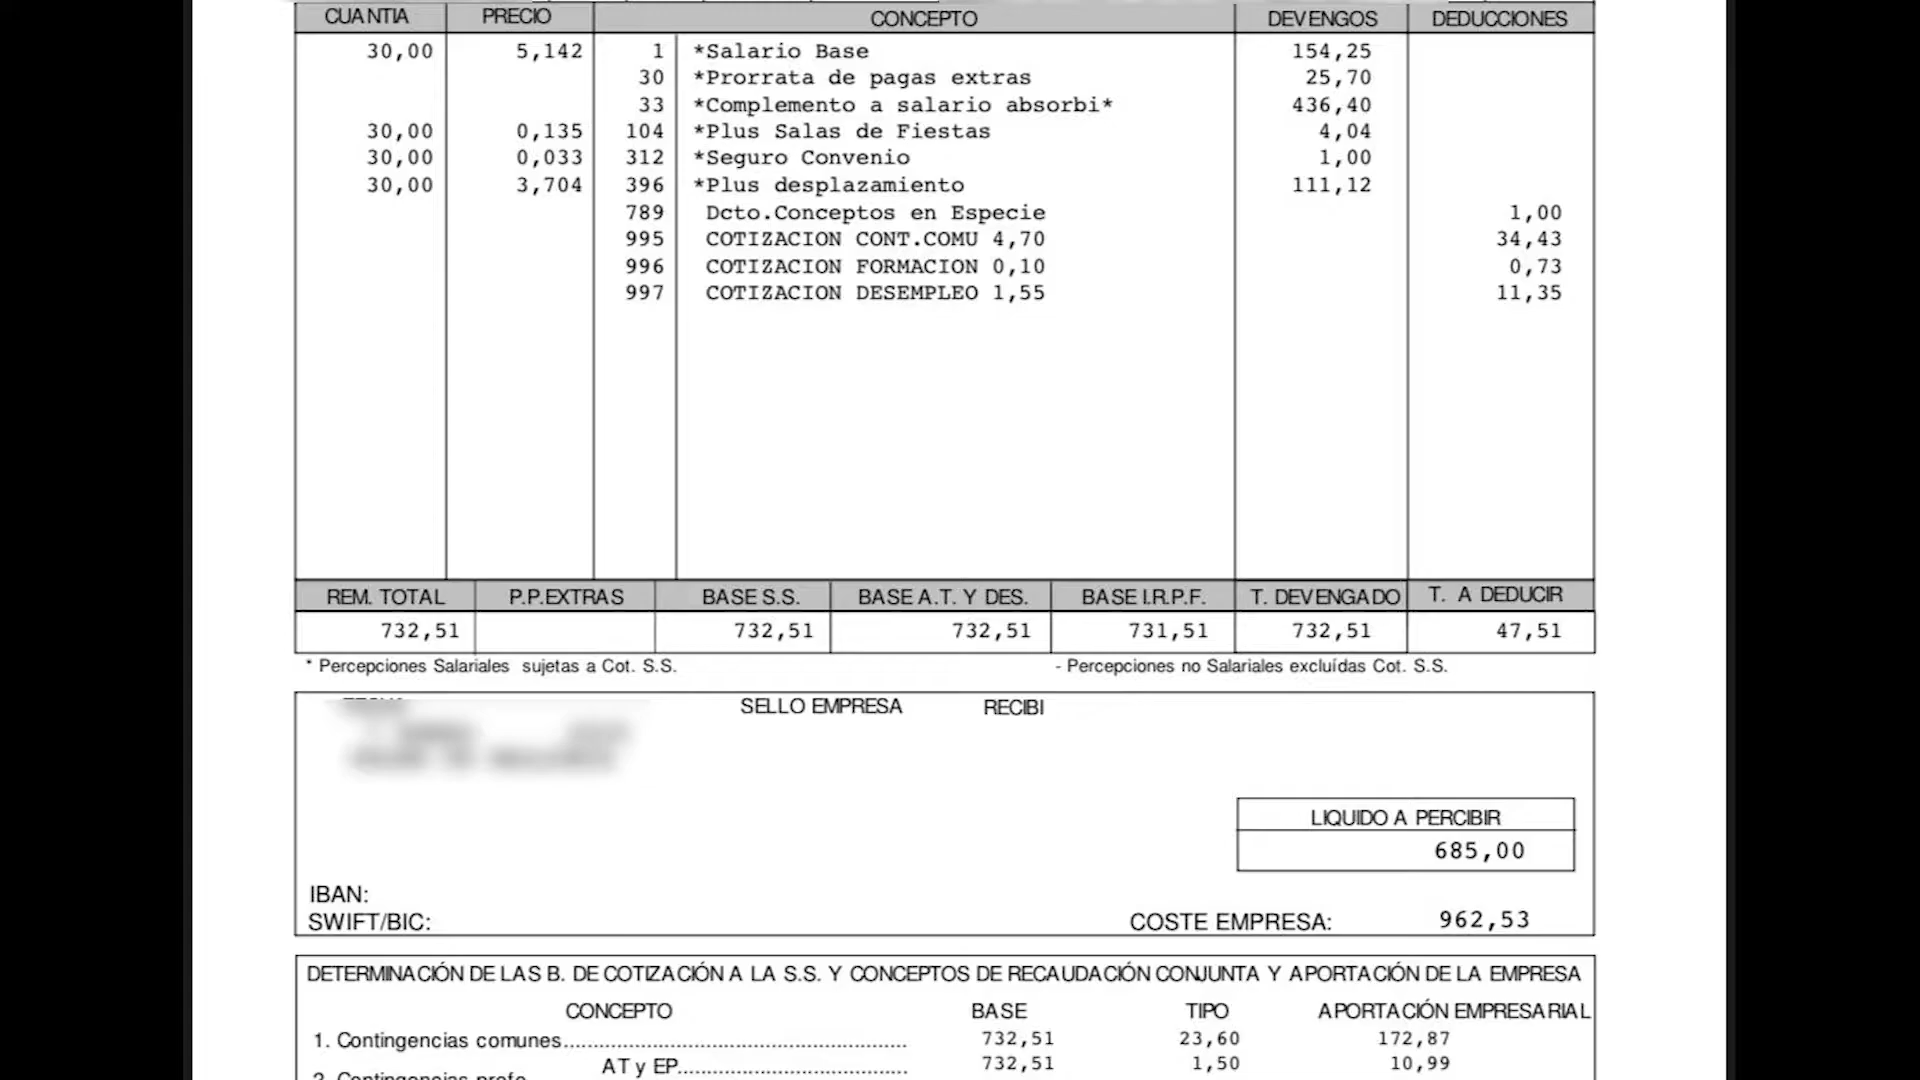 CUANTIA PRECIO CONCEPTO DEVENGOS DEDUCCIONES
30,00 5,142 1 *Salario Base 154,25
30 *Prorrata de pagas extras 25,70
33 *Complemento a salario absorbi* 436,40
30,00 0,135 104 *Plus Salas de Fiestas 4,04
30,00 0,033 312 *Seguro Convenio 1,00
30,00 3,704 396 *Plus desplazamiento 111,12
789 Dcto.Conceptos en Especie 1,00
995 COTIZACION CONT.COMU 4,70 34,43
996 COTIZACION FORMACION 0,10 0,73
997 COTIZACION DESEMPLEO 1,55 11,35
REM. TOTAL P.P.EXTRAS BASE S.S. BASE A.T. Y DES. BASE I.R.P.F. T. DEVENGADO T. A DEDUCIR
732,51 732,51 732,51 731,51 732,51 47,51
* Percepciones Salariales sujetas a Cot. S.S. - Percepciones no Salariales excluídas Cot. S.S.
SELLO EMPRESA RECIBI
LIQUIDO A PERCIBIR
685,00
IBAN:
SWIFT/BIC: COSTE EMPRESA: 962,53
DETERMINACIÓN DE LAS B. DE COTIZACIÓN A LA S.S. Y CONCEPTOS DE RECAUDACIÓN CONJUNTA Y APORTACIÓN DE LA EMPRESA
CONCEPTO BASE TIPO APORTACIÓN EMPRESARIAL
1. Contingencias comunes.................................................... 732,51 23,60 172,87
AT y EP.................................... 732,51 1,50 10,99
2. Contingencias profe.